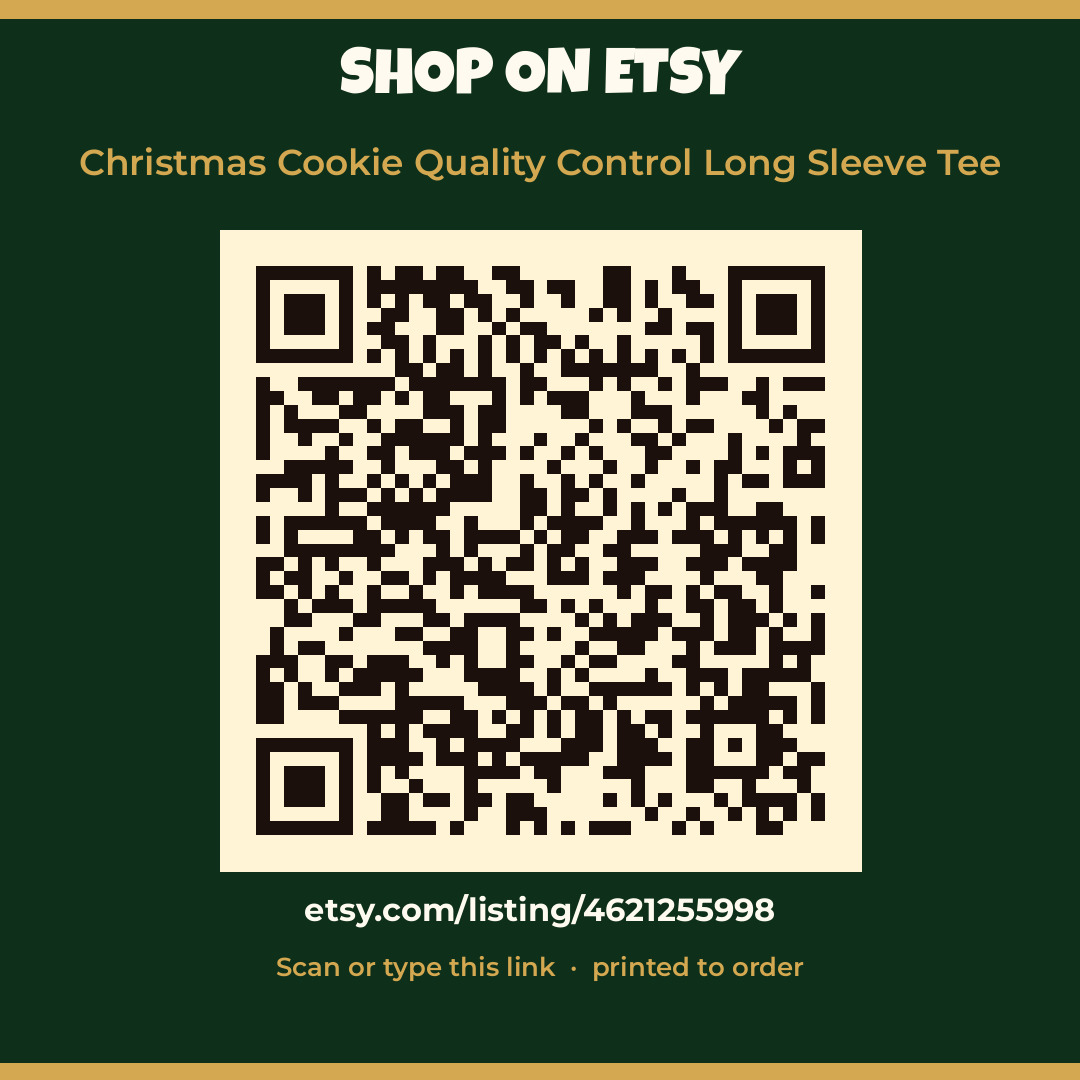 SHOP ON ETSY
Christmas Cookie Quality Control Long Sleeve Tee
etsy.com/listing/4621255998
Scan or type this link · printed to order